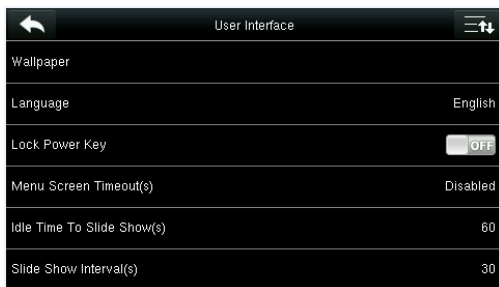 User Interface
Wallpaper
Language English
Lock Power Key OFF
Menu Screen Timeout(s) Disabled
Idle Time To Slide Show(s) 60
Slide Show Interval(s) 30